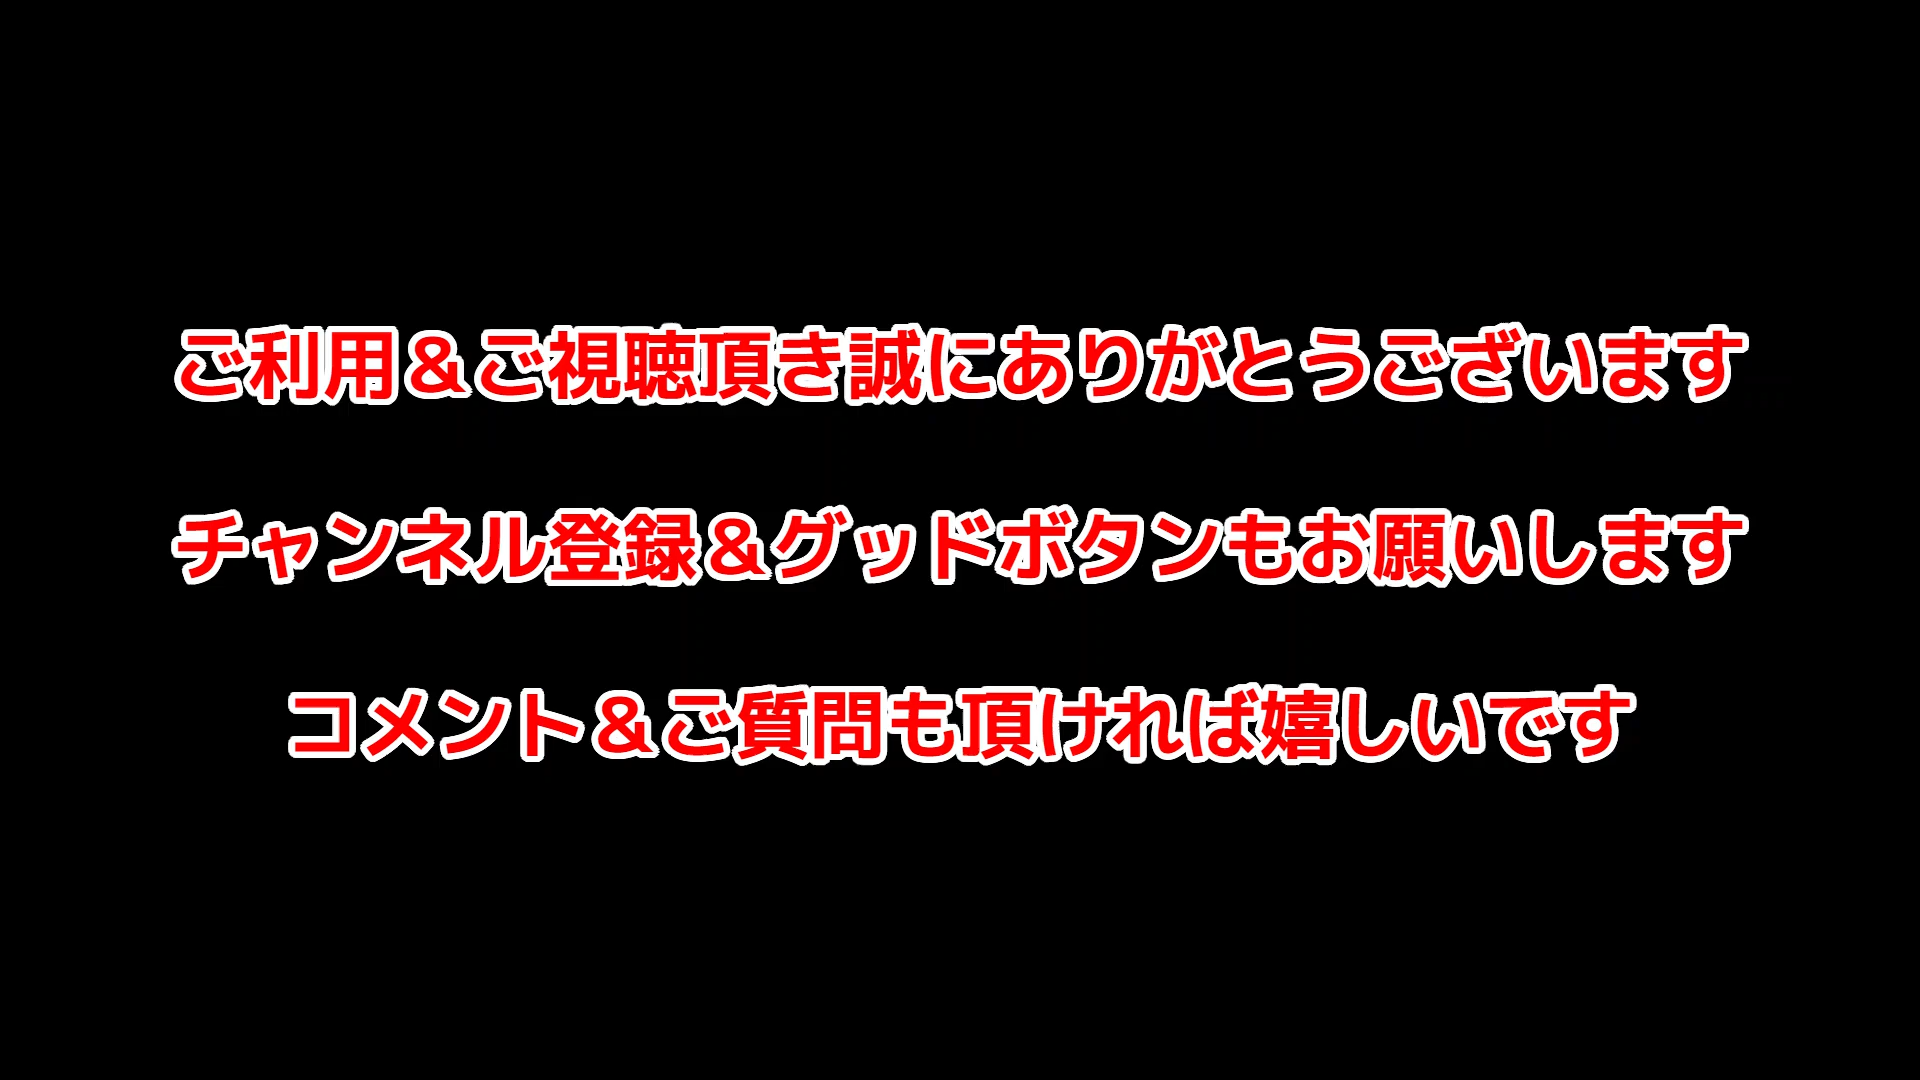 ご利用＆ご視聴頂き誠にありがとうございます
チャンネル登録＆グッドボタンもお願いします
コメント＆ご質問も頂ければ嬉しいです